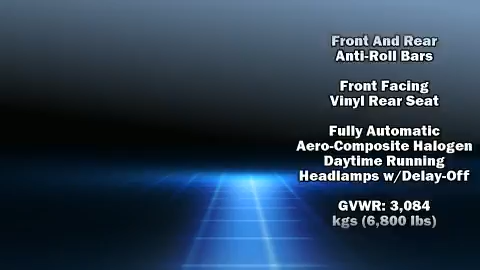 Front And Rear
Anti-Roll Bars
Front Facing
Vinyl Rear Seat
Fully Automatic
Aero-Composite Halogen
Daytime Running
Headlamps w/Delay-Off
GVWR: 3,084
kgs (6,800 lbs)